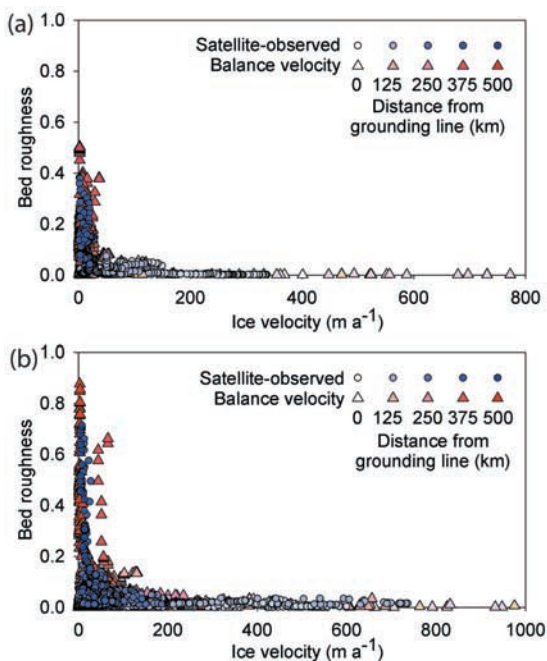 (a)
Satellite-observed
Balance velocity
0 125 250 375 500
Distance from
grounding line (km)
Bed roughness
1.0
0.8
0.6
0.4
0.2
0.0
0 200 400 600 800
Ice velocity (m a⁻¹)
(b)
Satellite-observed
Balance velocity
0 125 250 375 500
Distance from
grounding line (km)
Bed roughness
1.0
0.8
0.6
0.4
0.2
0.0
0 200 400 600 800 1000
Ice velocity (m a⁻¹)